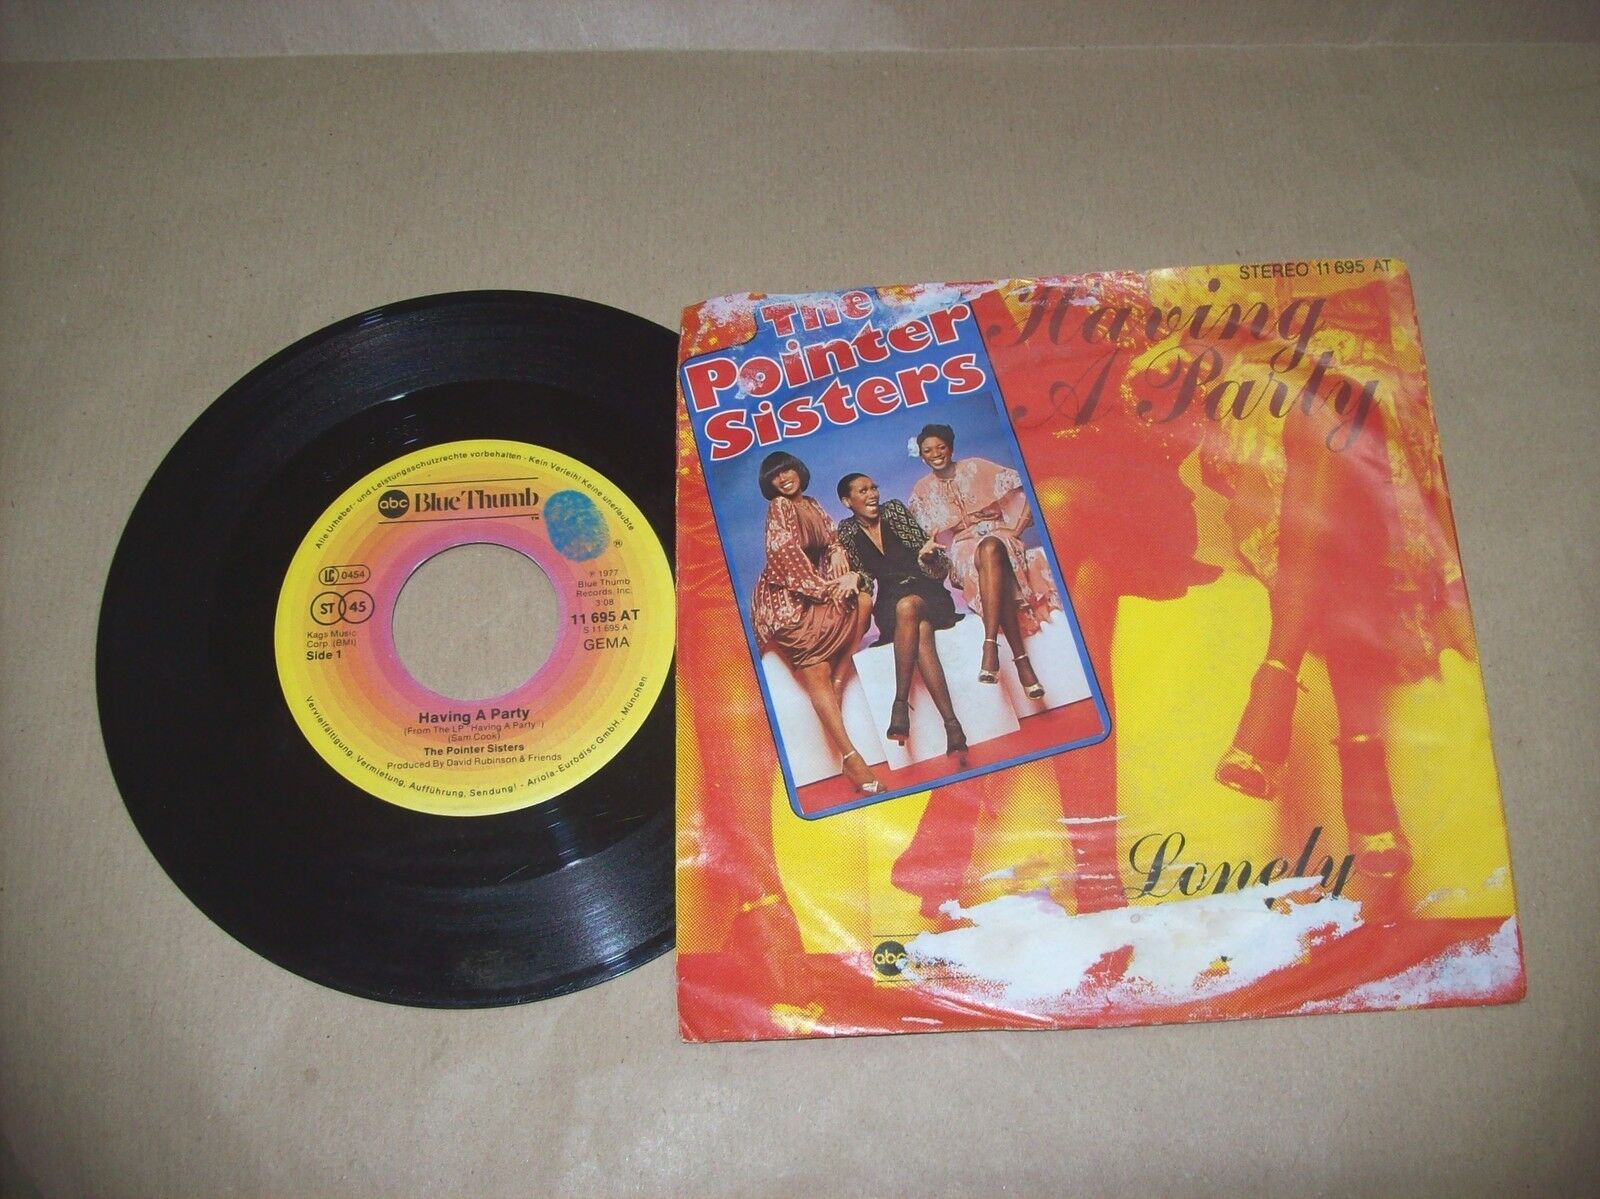 Alle Urheber- und Leistungsschutzrechte vorbehalten - Kein Verleih! Keine unerlaubte
abc Blue Thumb
TM
®
LC 0454
ST 45
Kags Music
Corp. (BMI)
Side 1
℗ 1977
Blue Thumb
Records, Inc.
3:08
11 695 AT
S 11 695 A
GEMA
Having A Party
(From The LP "Having A Party")
(Sam Cook)
The Pointer Sisters
Produced By David Rubinson & Friends
Vervielfältigung, Vermietung, Aufführung, Sendung! - Ariola-Eurodisc GmbH., München
STEREO 11 695 AT
The
Pointer
Sisters
Having
A Party
Lonely
abc